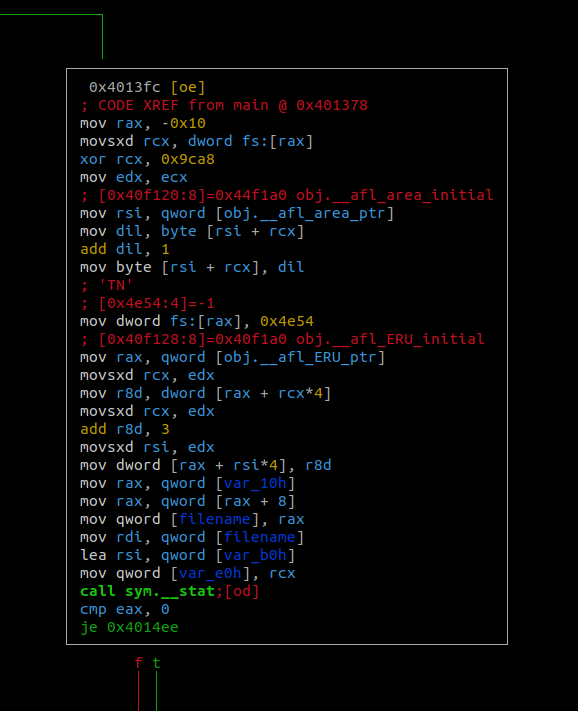 0x4013fc [oe]
; CODE XREF from main @ 0x401378
mov rax, -0x10
movsxd rcx, dword fs:[rax]
xor rcx, 0x9ca8
mov edx, ecx
; [0x40f120:8]=0x44f1a0 obj.__afl_area_initial
mov rsi, qword [obj.__afl_area_ptr]
mov dil, byte [rsi + rcx]
add dil, 1
mov byte [rsi + rcx], dil
; 'TN'
; [0x4e54:4]=-1
mov dword fs:[rax], 0x4e54
; [0x40f128:8]=0x40f1a0 obj.__afl_ERU_initial
mov rax, qword [obj.__afl_ERU_ptr]
movsxd rcx, edx
mov r8d, dword [rax + rcx*4]
movsxd rcx, edx
add r8d, 3
movsxd rsi, edx
mov dword [rax + rsi*4], r8d
mov rax, qword [var_10h]
mov rax, qword [rax + 8]
mov qword [filename], rax
mov rdi, qword [filename]
lea rsi, qword [var_b0h]
mov qword [var_e0h], rcx
call sym.__stat;[od]
cmp eax, 0
je 0x4014ee
f t